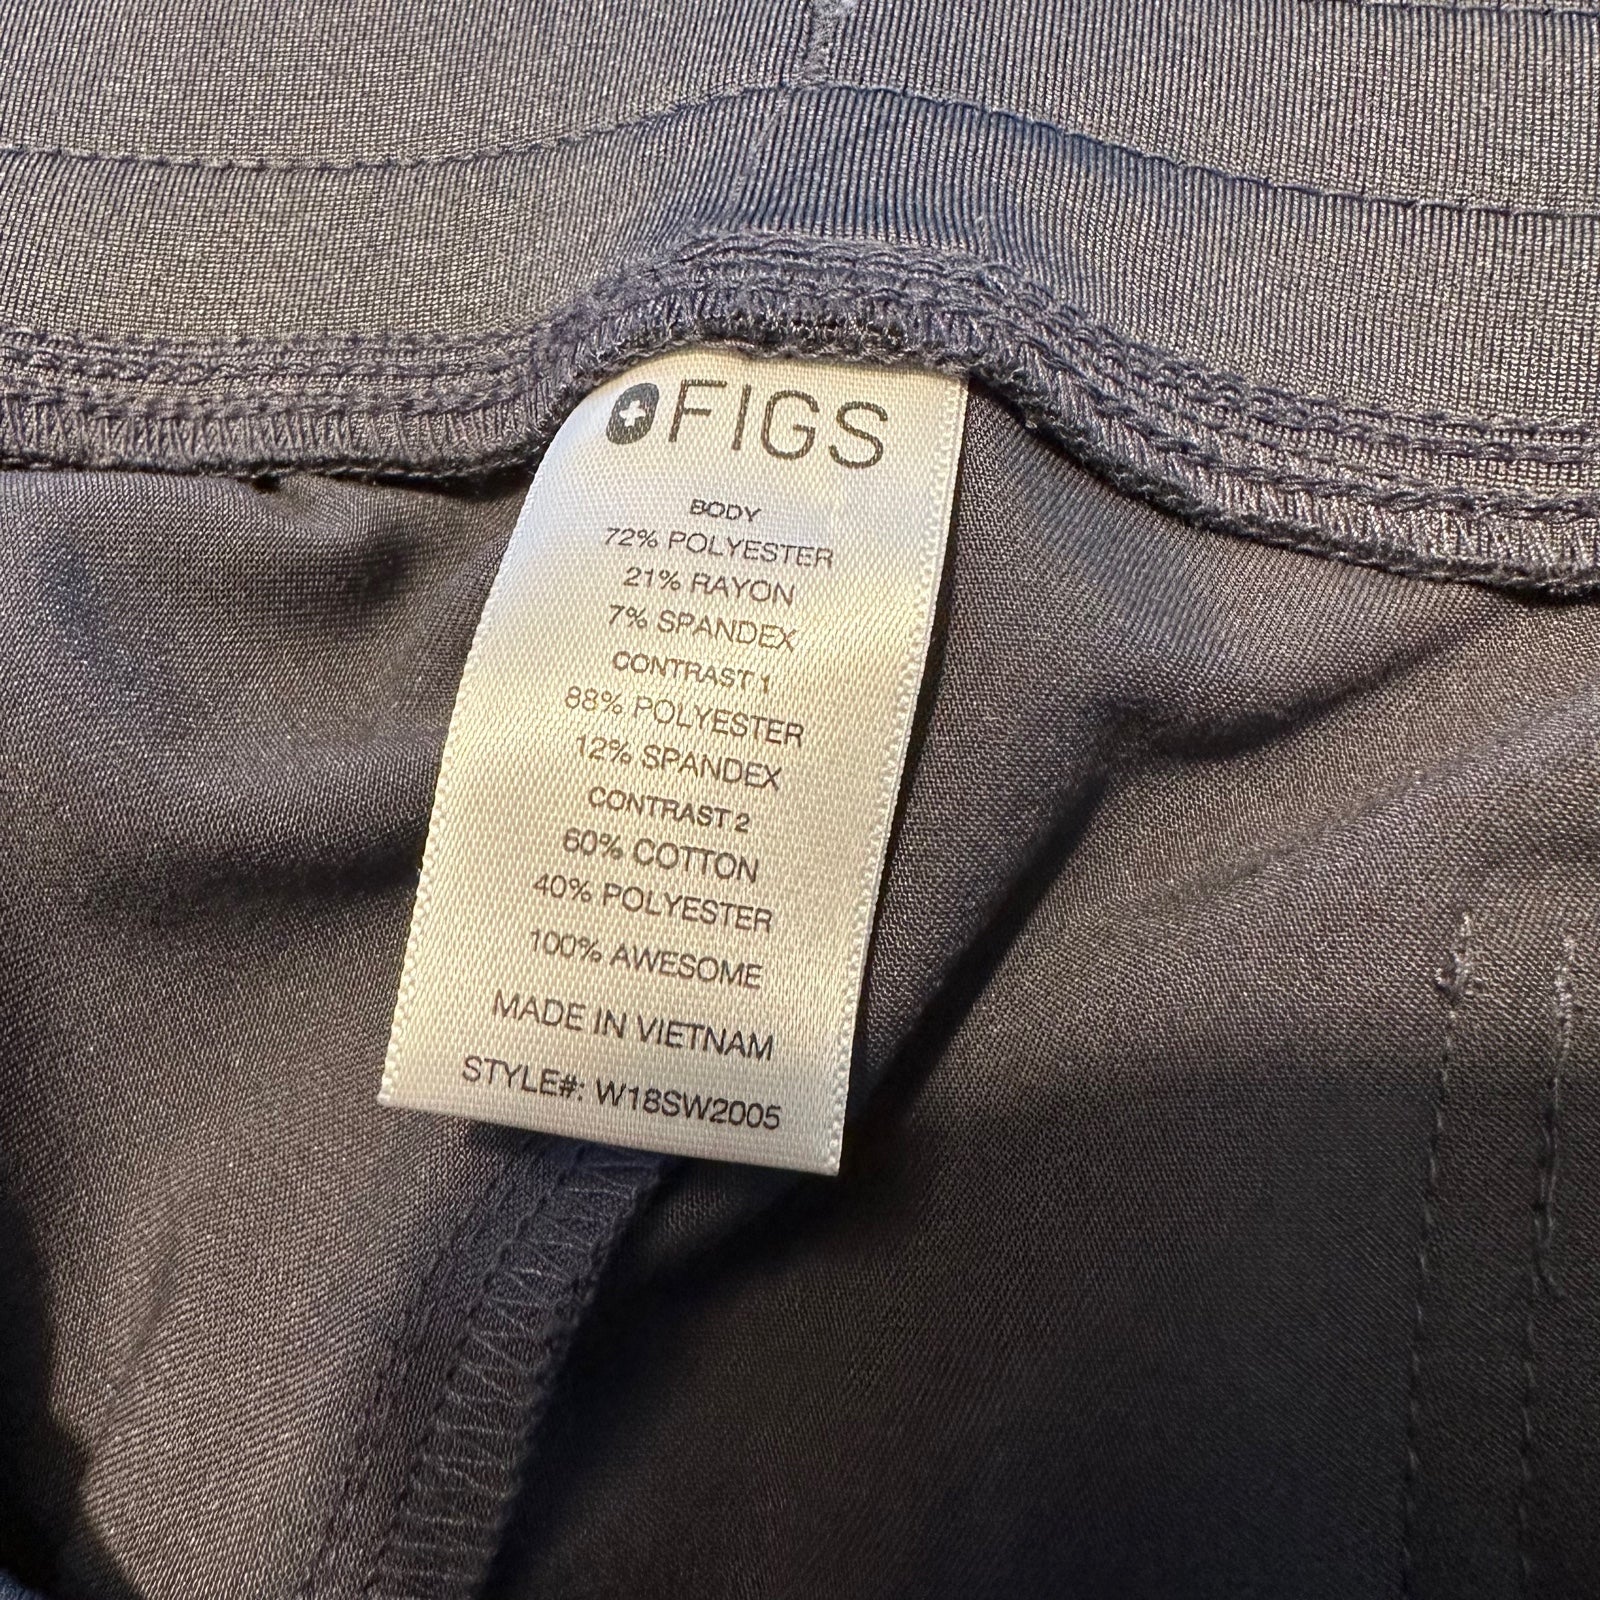 FIGS
BODY
72% POLYESTER
21% RAYON
7% SPANDEX
CONTRAST 1
88% POLYESTER
12% SPANDEX
CONTRAST 2
60% COTTON
40% POLYESTER
100% AWESOME
MADE IN VIETNAM
STYLE#: W18SW2005